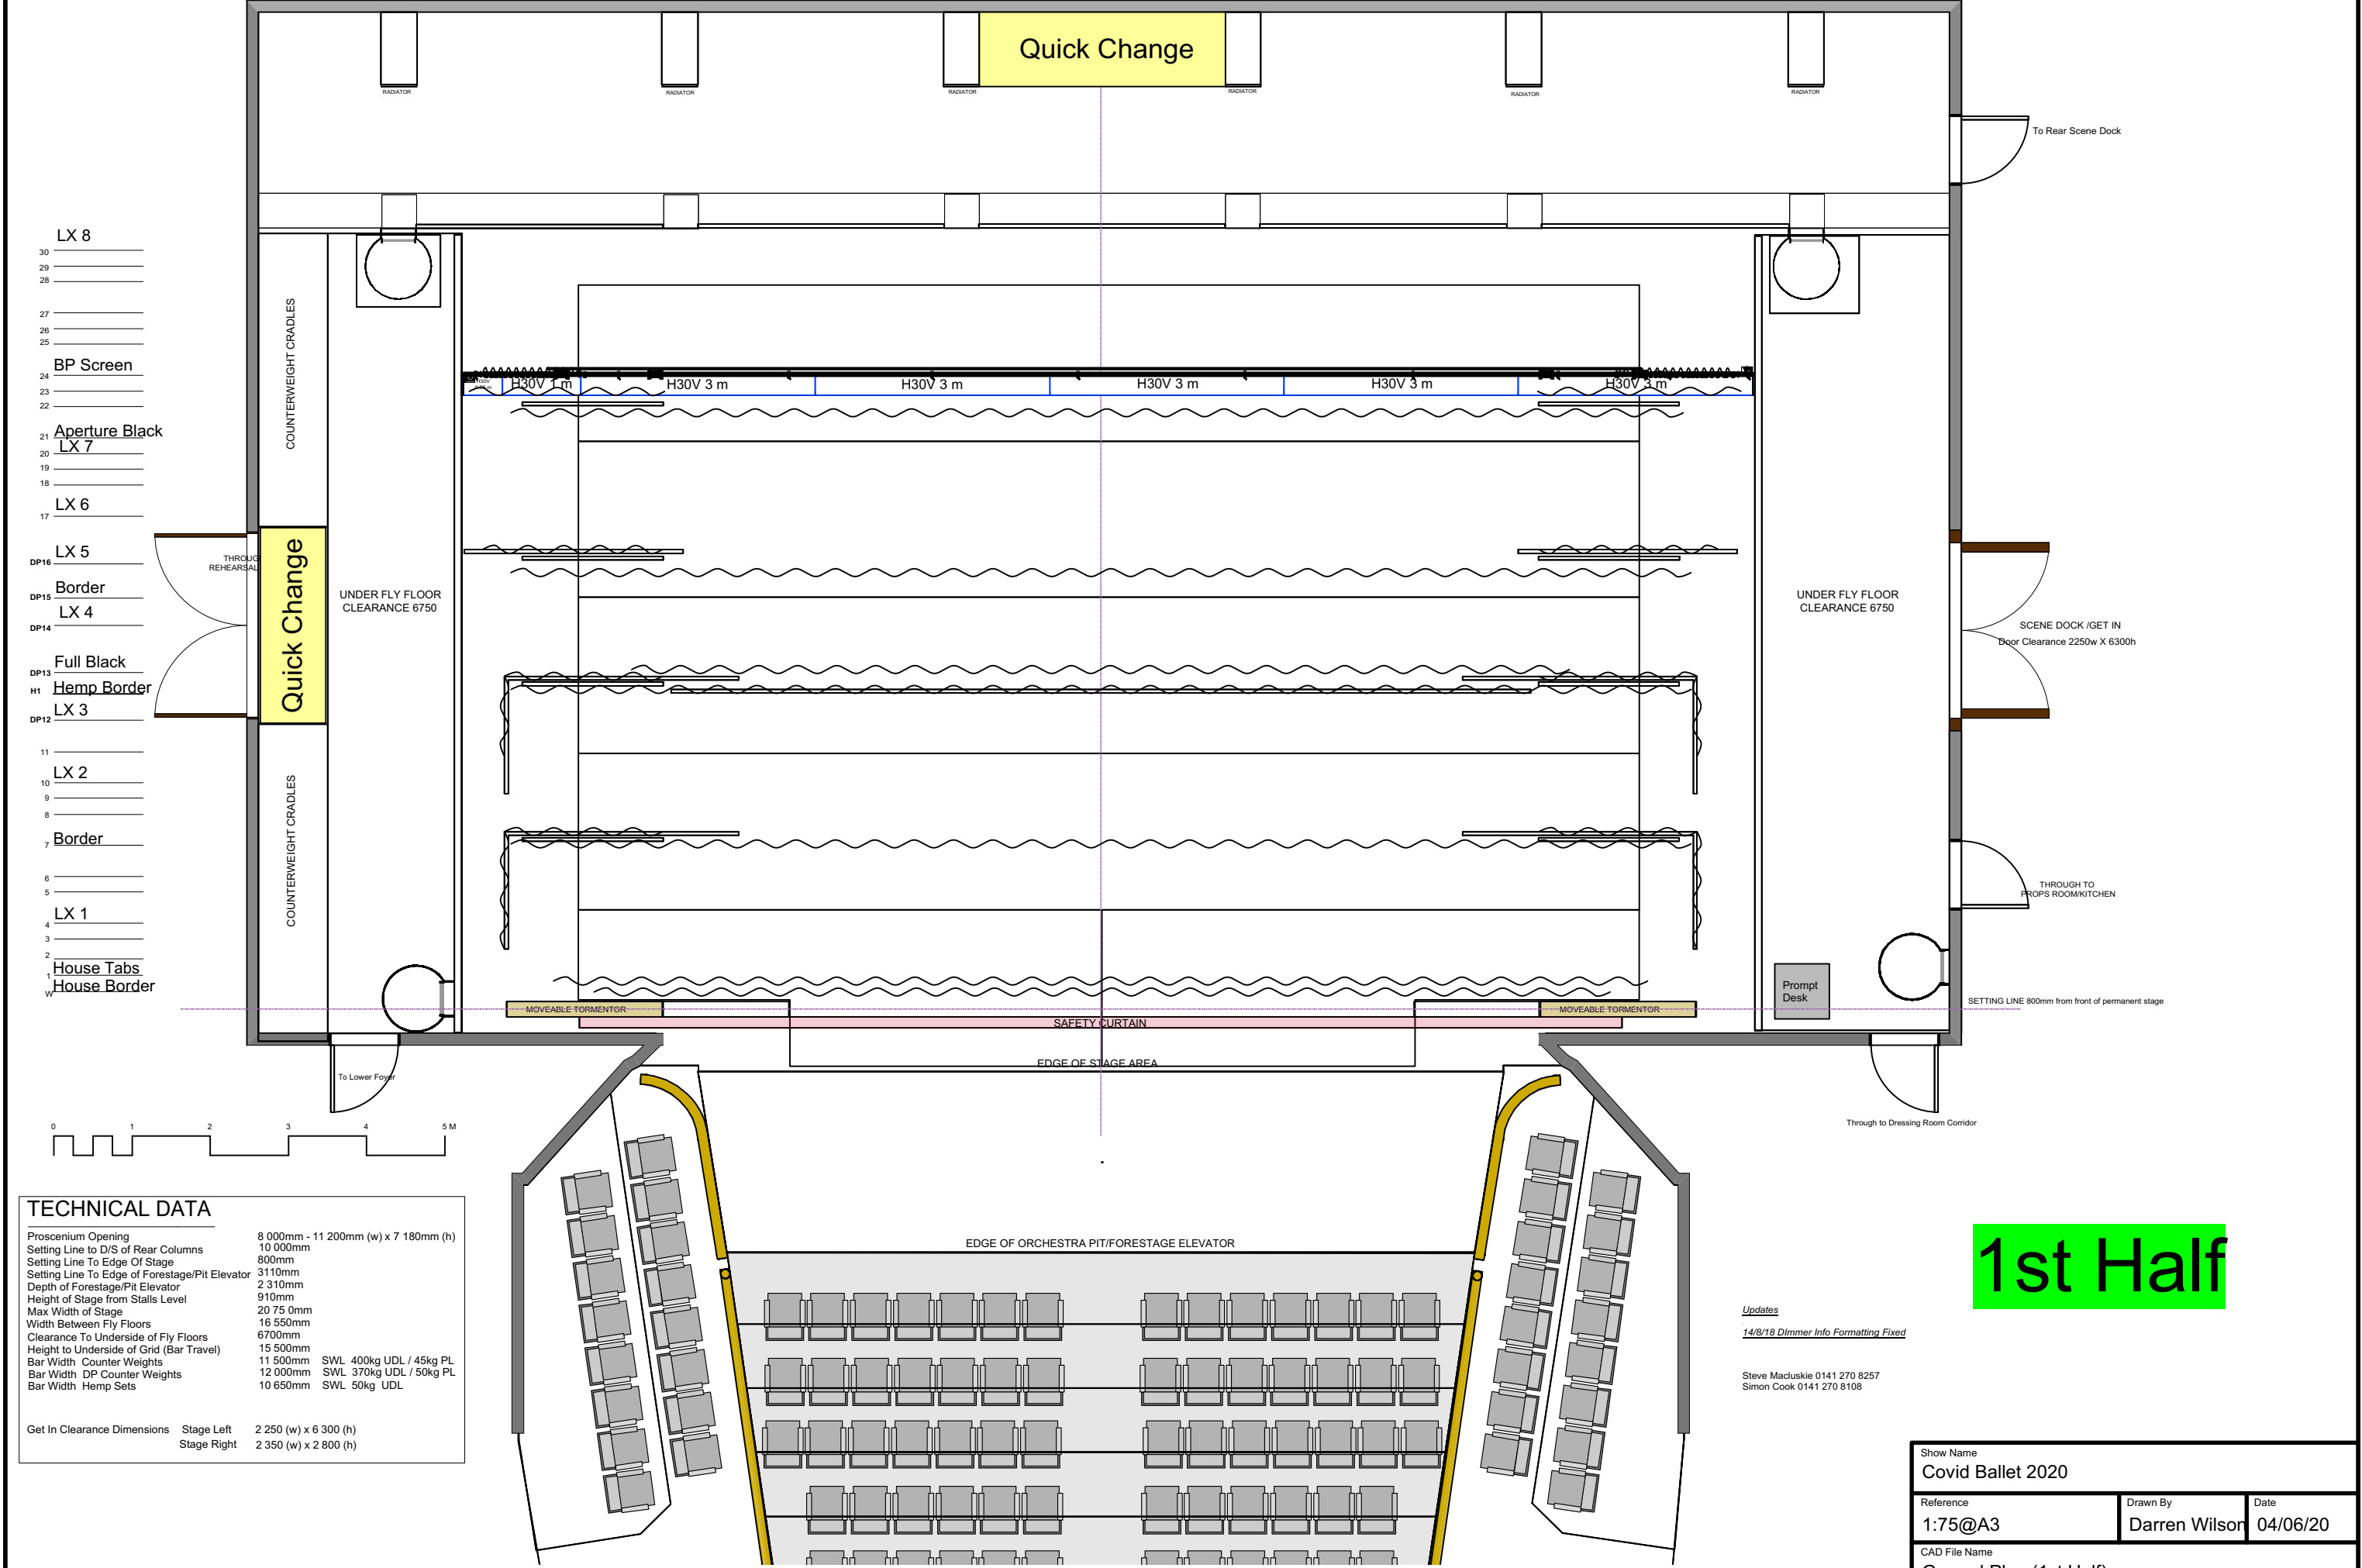 Quick Change
RADIATOR
RADIATOR
RADIATOR
RADIATOR
RADIATOR
RADIATOR
To Rear Scene Dock
LX 8
30
29
28
27
26
25
BP Screen
24
23
22
Aperture Black
21
LX 7
20
19
18
LX 6
17
LX 5
DP16
Border
DP15
LX 4
DP14
Full Black
DP13
Hemp Border
H1
LX 3
DP12
11
LX 2
10
9
8
Border
7
6
5
LX 1
4
3
2
House Tabs
1
House Border
W
COUNTERWEIGHT CRADLES
H30V 1 m
H30V 3 m
H30V 3 m
H30V 3 m
H30V 3 m
H30V 3 m
THROUG
REHEARSAL
Quick Change
UNDER FLY FLOOR
CLEARANCE 6750
UNDER FLY FLOOR
CLEARANCE 6750
SCENE DOCK /GET IN
Door Clearance 2250w X 6300h
COUNTERWEIGHT CRADLES
THROUGH TO
PROPS ROOM/KITCHEN
Prompt
Desk
SETTING LINE 800mm from front of permanent stage
MOVEABLE TORMENTOR
MOVEABLE TORMENTOR
SAFETY CURTAIN
EDGE OF STAGE AREA
To Lower Foyer
Through to Dressing Room Corridor
0 1 2 3 4 5 M
EDGE OF ORCHESTRA PIT/FORESTAGE ELEVATOR
TECHNICAL DATA
Proscenium Opening 8 000mm - 11 200mm (w) x 7 180mm (h)
Setting Line to D/S of Rear Columns 10 000mm
Setting Line To Edge Of Stage 800mm
Setting Line To Edge of Forestage/Pit Elevator 3110mm
Depth of Forestage/Pit Elevator 2 310mm
Height of Stage from Stalls Level 910mm
Max Width of Stage 20 75 0mm
Width Between Fly Floors 16 550mm
Clearance To Underside of Fly Floors 6700mm
Height to Underside of Grid (Bar Travel) 15 500mm
Bar Width Counter Weights 11 500mm SWL 400kg UDL / 45kg PL
Bar Width DP Counter Weights 12 000mm SWL 370kg UDL / 50kg PL
Bar Width Hemp Sets 10 650mm SWL 50kg UDL
Get In Clearance Dimensions Stage Left 2 250 (w) x 6 300 (h)
Stage Right 2 350 (w) x 2 800 (h)
1st Half
Updates
14/8/18 DImmer Info Formatting Fixed
Steve Macluskie 0141 270 8257
Simon Cook 0141 270 8108
Show Name
Covid Ballet 2020
Reference
1:75@A3
Drawn By
Darren Wilson
Date
04/06/20
CAD File Name